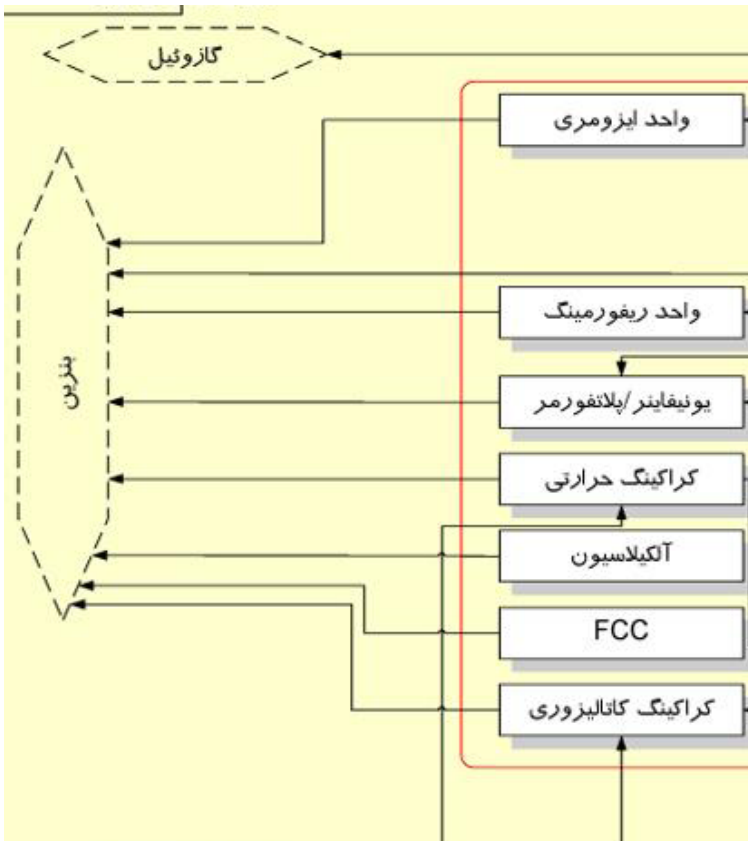 گازوئیل
واحد ایزومری
واحد ریفورمینگ
بنزین
یونیفاینر/پلاتفورمر
کراکینگ حرارتی
آلکیلاسیون
FCC
کراکینگ کاتالیزوری